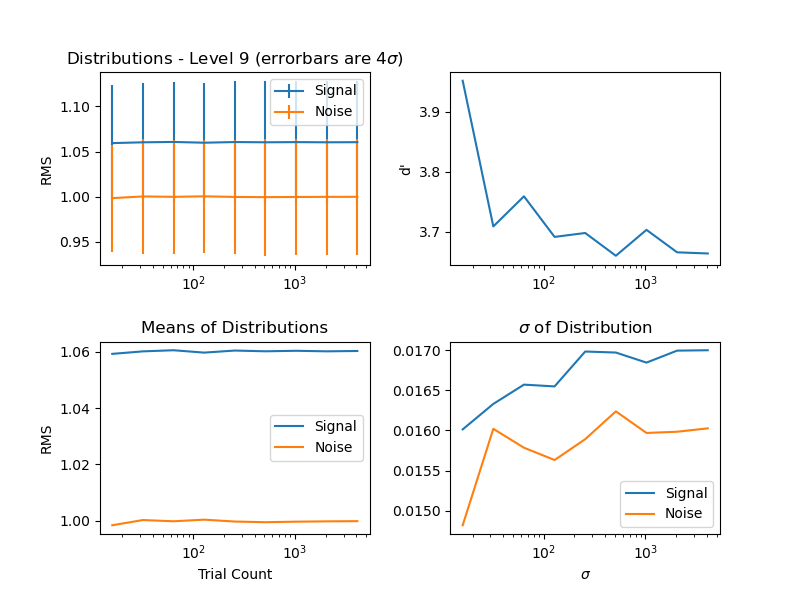 Distributions - Level 9 (errorbars are 4σ)
RMS
1.10
1.05
1.00
0.95
Signal
Noise
10²
10³
d'
3.9
3.8
3.7
10²
10³
Means of Distributions
RMS
1.06
1.04
1.02
1.00
Signal
Noise
10²
10³
Trial Count
σ of Distribution
0.0170
0.0165
0.0160
0.0155
0.0150
Signal
Noise
10²
10³
σ